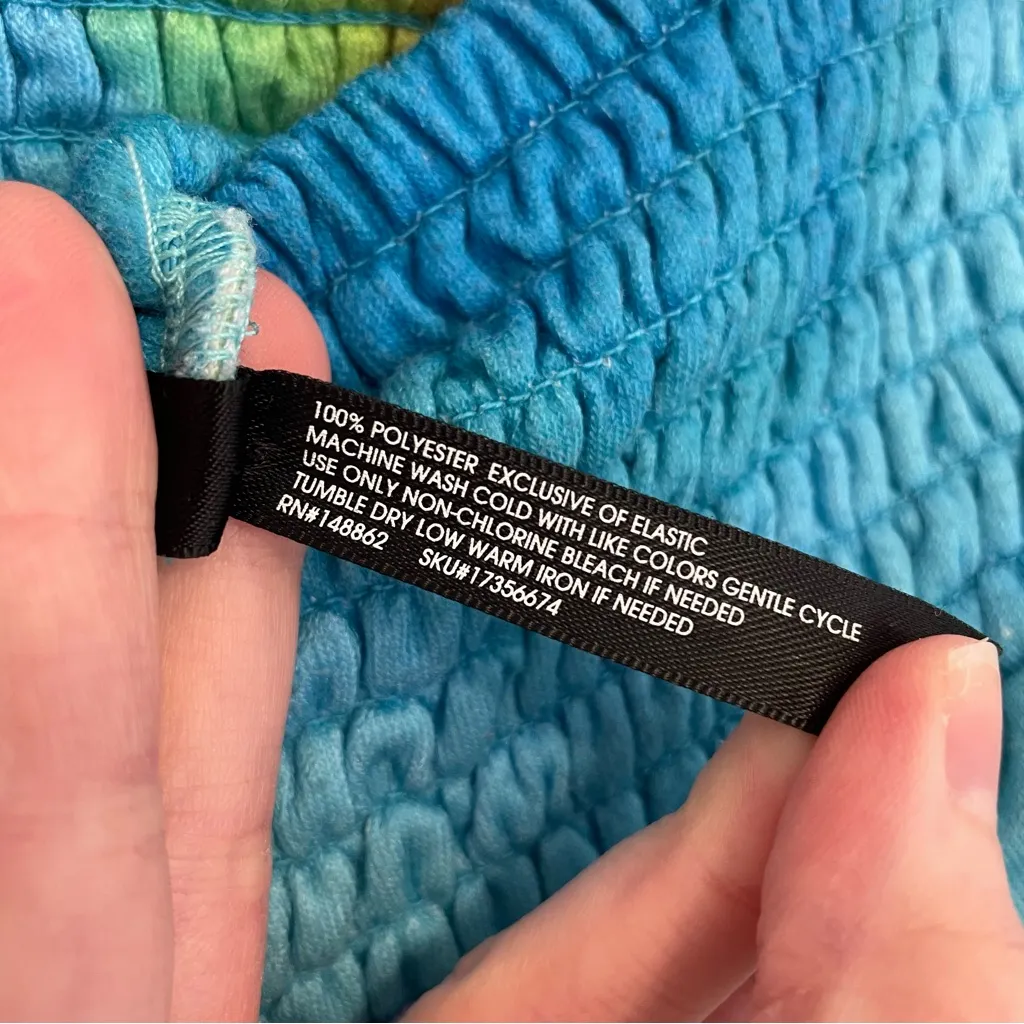 100% POLYESTER EXCLUSIVE OF ELASTIC
MACHINE WASH COLD WITH LIKE COLORS GENTLE CYCLE
USE ONLY NON-CHLORINE BLEACH IF NEEDED
TUMBLE DRY LOW WARM IRON IF NEEDED
RN#148862 SKU#17356674